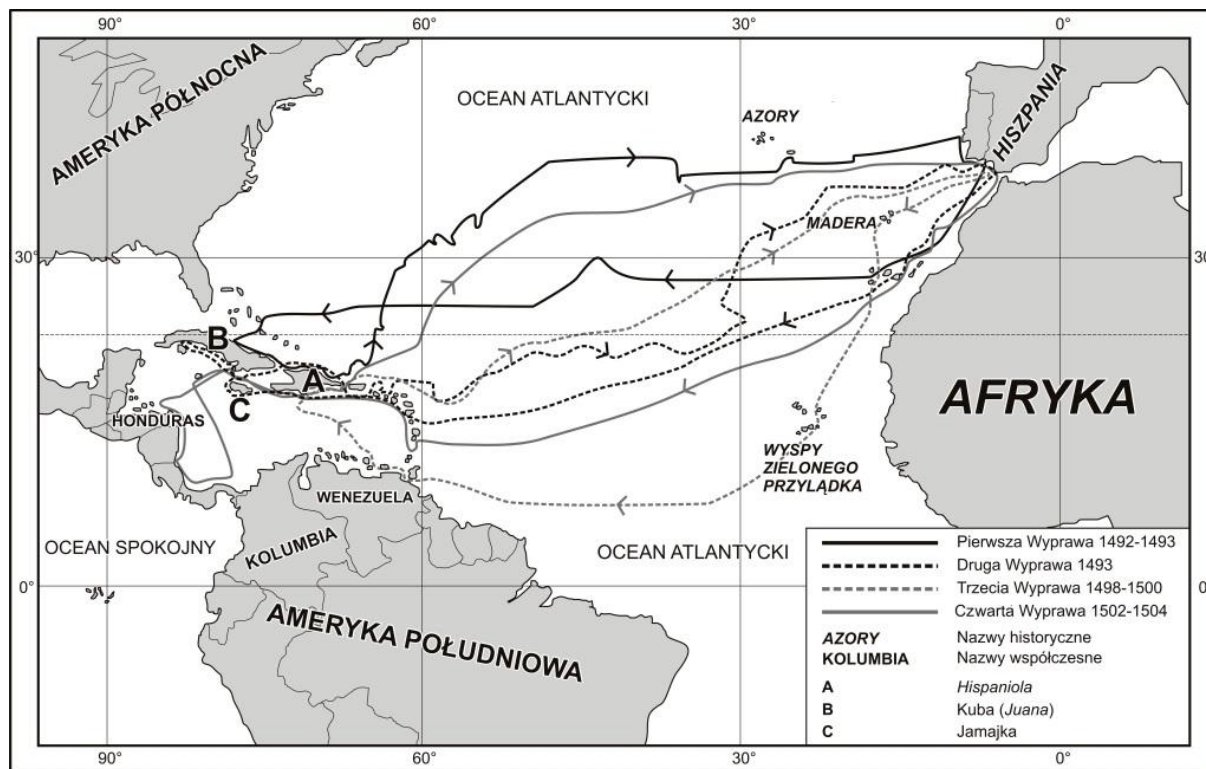 90°
60°
30°
0°
AMERYKA PÓŁNOCNA
OCEAN ATLANTYCKI
AZORY
HISZPANIA
MADERA
30°
30
B
A
C
HONDURAS
AFRYKA
WYSPY
ZIELONEGO
PRZYLĄDKA
WENEZUELA
KOLUMBIA
OCEAN SPOKOJNY
OCEAN ATLANTYCKI
0°
0
AMERYKA POŁUDNIOWA
Pierwsza Wyprawa 1492-1493
Druga Wyprawa 1493
Trzecia Wyprawa 1498-1500
Czwarta Wyprawa 1502-1504
AZORY Nazwy historyczne
KOLUMBIA Nazwy współczesne
A Hispaniola
B Kuba (Juana)
C Jamajka
90°
60°
30°
0°